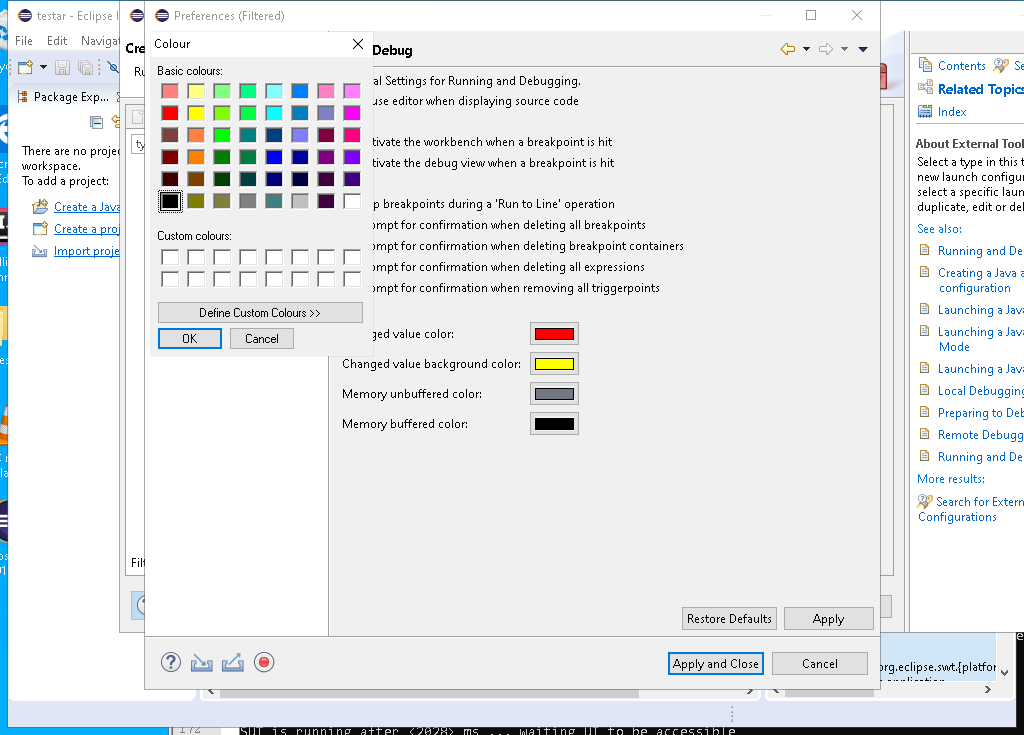 testar - Eclipse I
Preferences (Filtered)
File Edit Navigat
Package Exp...
There are no proje
workspace.
To add a project:
Create a Java
Create a proj
Import proje
Cre
Ru
ty
Filt
Colour
Basic colours:
Custom colours:
Define Custom Colours >>
OK
Cancel
Debug
al Settings for Running and Debugging.
use editor when displaying source code
tivate the workbench when a breakpoint is hit
tivate the debug view when a breakpoint is hit
p breakpoints during a 'Run to Line' operation
ompt for confirmation when deleting all breakpoints
ompt for confirmation when deleting breakpoint containers
ompt for confirmation when deleting all expressions
ompt for confirmation when removing all triggerpoints
ged value color:
Changed value background color:
Memory unbuffered color:
Memory buffered color:
Restore Defaults
Apply
Apply and Close
Cancel
Contents
Se
Related Topics
Index
About External Tool
Select a type in this t
new launch configur
select a specific laun
duplicate, edit or del
See also:
Running and De
Creating a Java a
configuration
Launching a Java
Launching a Java
Mode
Launching a Java
Local Debugging
Preparing to Deb
Remote Debugg
Running and De
More results:
Search for Extern
Configurations
org.eclipse.swt.{platfor
application
172
SUT is running after <2028> ms ... waiting UI to be accessible